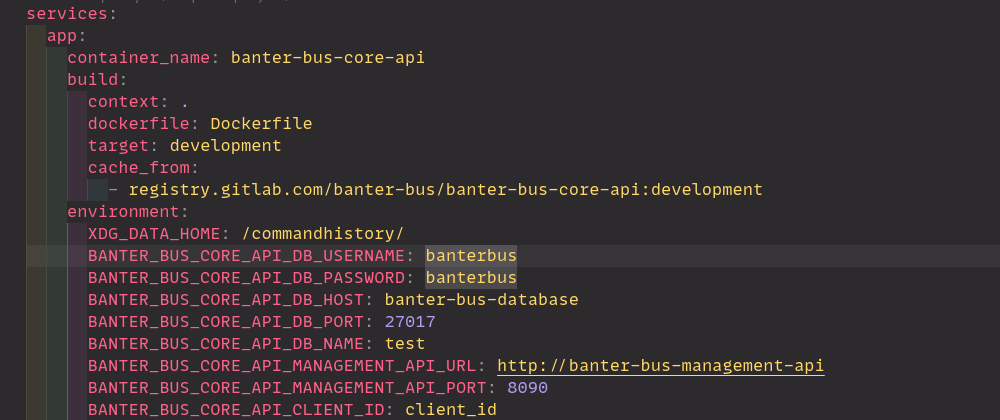 services:
  app:
    container_name: banter-bus-core-api
    build:
      context: .
      dockerfile: Dockerfile
      target: development
      cache_from:
        - registry.gitlab.com/banter-bus/banter-bus-core-api:development
    environment:
      XDG_DATA_HOME: /commandhistory/
      BANTER_BUS_CORE_API_DB_USERNAME: banterbus
      BANTER_BUS_CORE_API_DB_PASSWORD: banterbus
      BANTER_BUS_CORE_API_DB_HOST: banter-bus-database
      BANTER_BUS_CORE_API_DB_PORT: 27017
      BANTER_BUS_CORE_API_DB_NAME: test
      BANTER_BUS_CORE_API_MANAGEMENT_API_URL: http://banter-bus-management-api
      BANTER_BUS_CORE_API_MANAGEMENT_API_PORT: 8090
      BANTER_BUS_CORE_API_CLIENT_ID: client_id